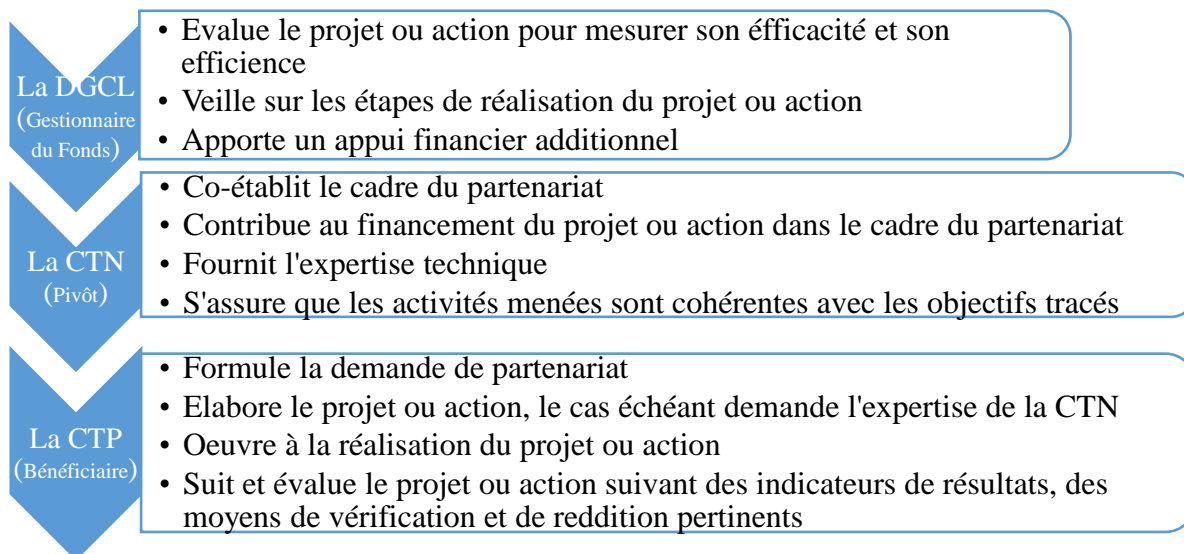 La DGCL
(Gestionnaire
du Fonds)
• Evalue le projet ou action pour mesurer son éfficacité et son
efficience
• Veille sur les étapes de réalisation du projet ou action
• Apporte un appui financier additionnel
La CTN
(Pivôt)
• Co-établit le cadre du partenariat
• Contribue au financement du projet ou action dans le cadre du partenariat
• Fournit l'expertise technique
• S'assure que les activités menées sont cohérentes avec les objectifs tracés
La CTP
(Bénéficiaire)
• Formule la demande de partenariat
• Elabore le projet ou action, le cas échéant demande l'expertise de la CTN
• Oeuvre à la réalisation du projet ou action
• Suit et évalue le projet ou action suivant des indicateurs de résultats, des
moyens de vérification et de reddition pertinents